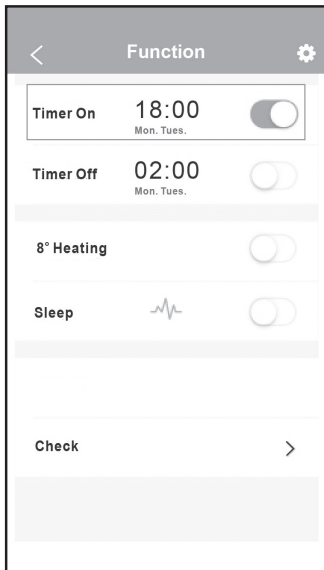 Function
Timer On 18:00
Mon. Tues.
Timer Off 02:00
Mon. Tues.
8° Heating
Sleep
Check